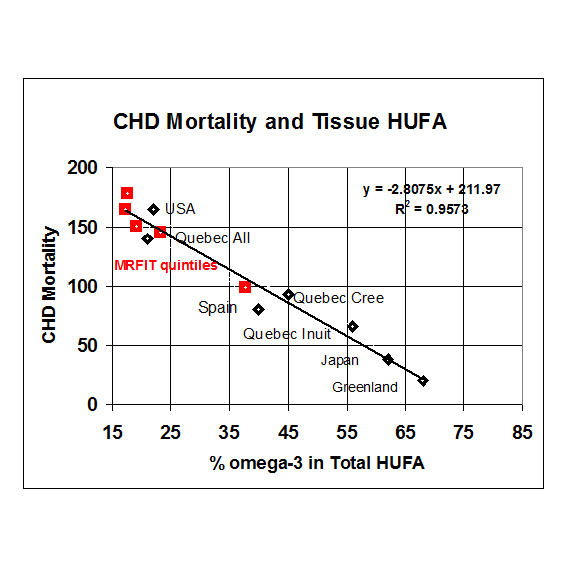 CHD Mortality and Tissue HUFA
y = -2.8075x + 211.97
R² = 0.9573
CHD Mortality
200
150
100
50
0
USA
Quebec All
MRFIT quintiles
Quebec Cree
Spain
Quebec Inuit
Japan
Greenland
15 25 35 45 55 65 75 85
% omega-3 in Total HUFA